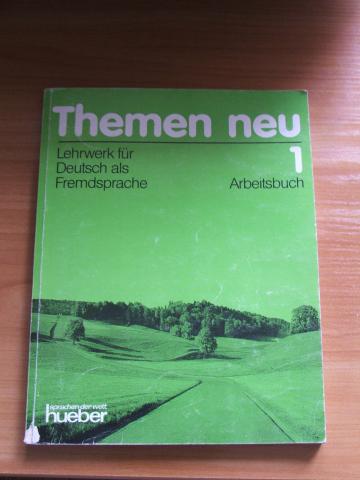 Themen neu
1
Lehrwerk für
Deutsch als
Fremdsprache
Arbeitsbuch
sprachen der welt
hueber